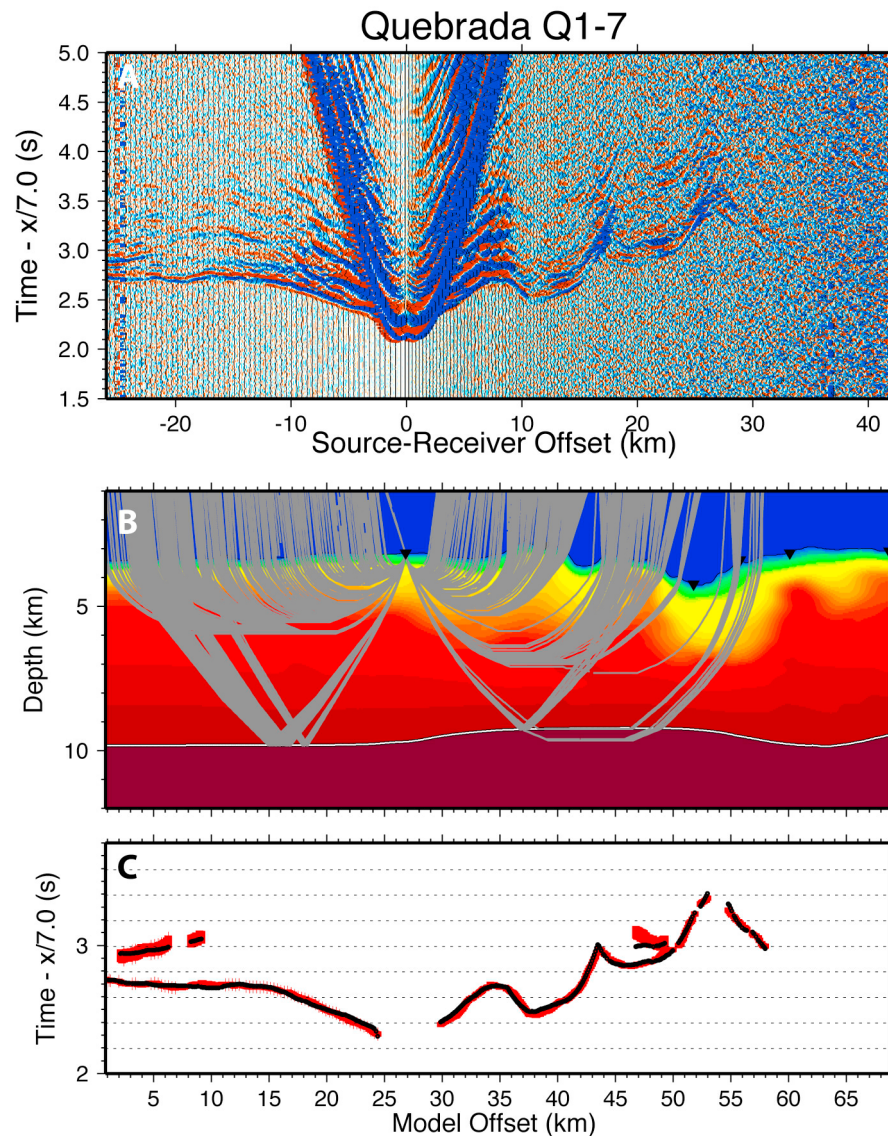 Quebrada Q1-7
A
5.0
4.5
4.0
3.5
3.0
2.5
2.0
1.5
Time - x/7.0 (s)
-20 -10 0 10 20 30 40
Source-Receiver Offset (km)
B
5
10
Depth (km)
C
3
2
Time - x/7.0 (s)
5 10 15 20 25 30 35 40 45 50 55 60 65
Model Offset (km)